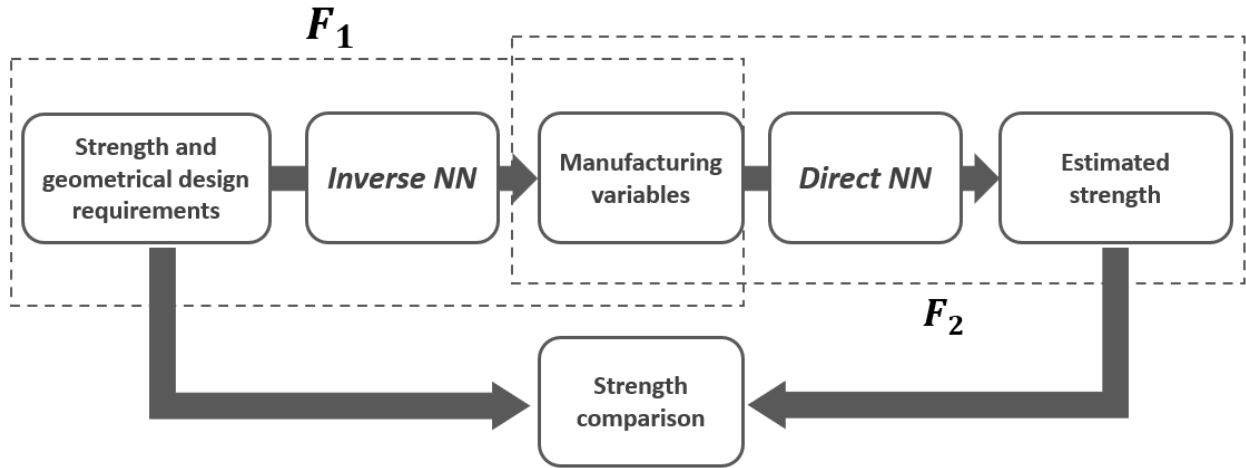 F₁
Strength and
geometrical design
requirements
Inverse NN
Manufacturing
variables
Direct NN
Estimated
strength
F₂
Strength
comparison